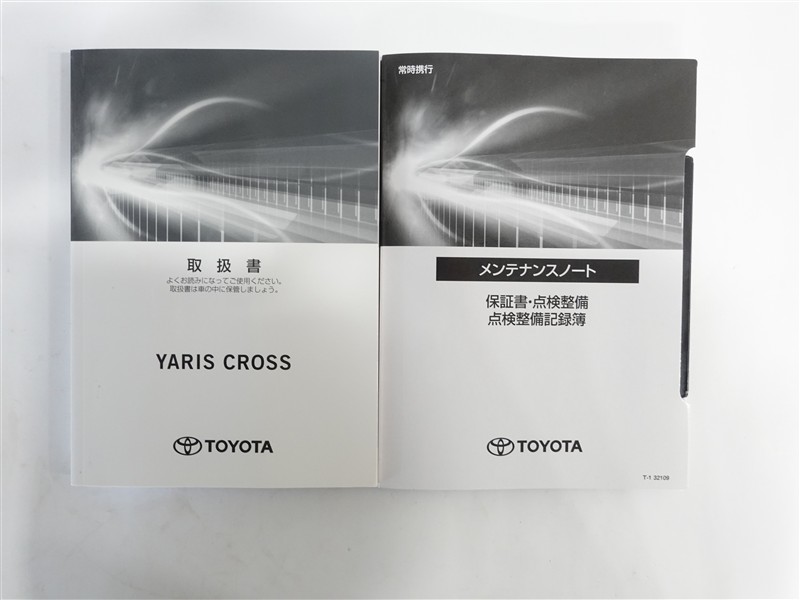 取扱書
よくお読みになってご使用ください。
取扱書は車の中に保管しましょう。
YARIS CROSS
TOYOTA
常時携行
メンテナンスノート
保証書・点検整備
点検整備記録簿
TOYOTA
T-1 32109